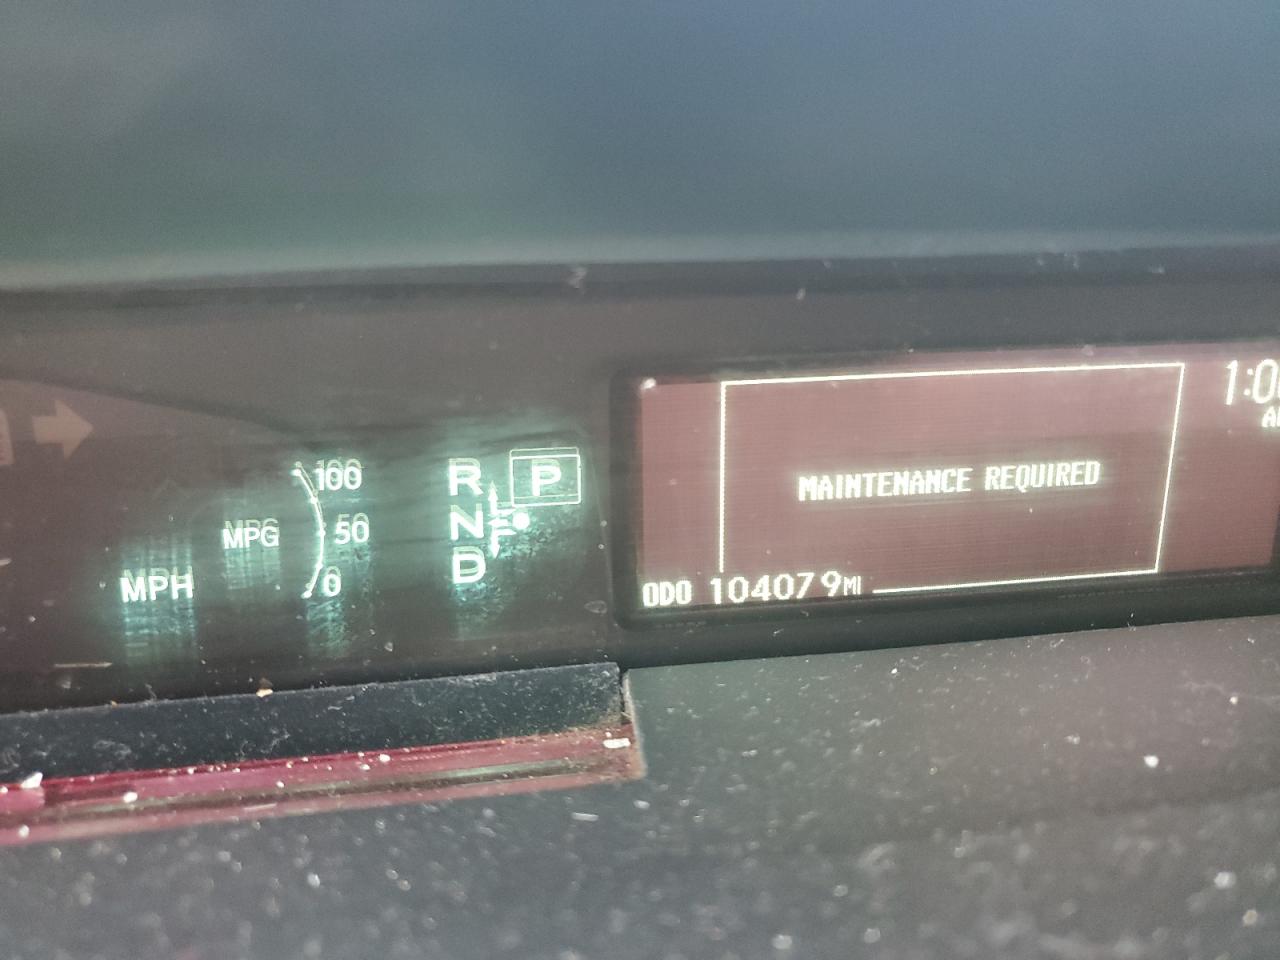 100
MPG
50
MPH
0
R
P
N
D
MAINTENANCE REQUIRED
ODO 104079MI